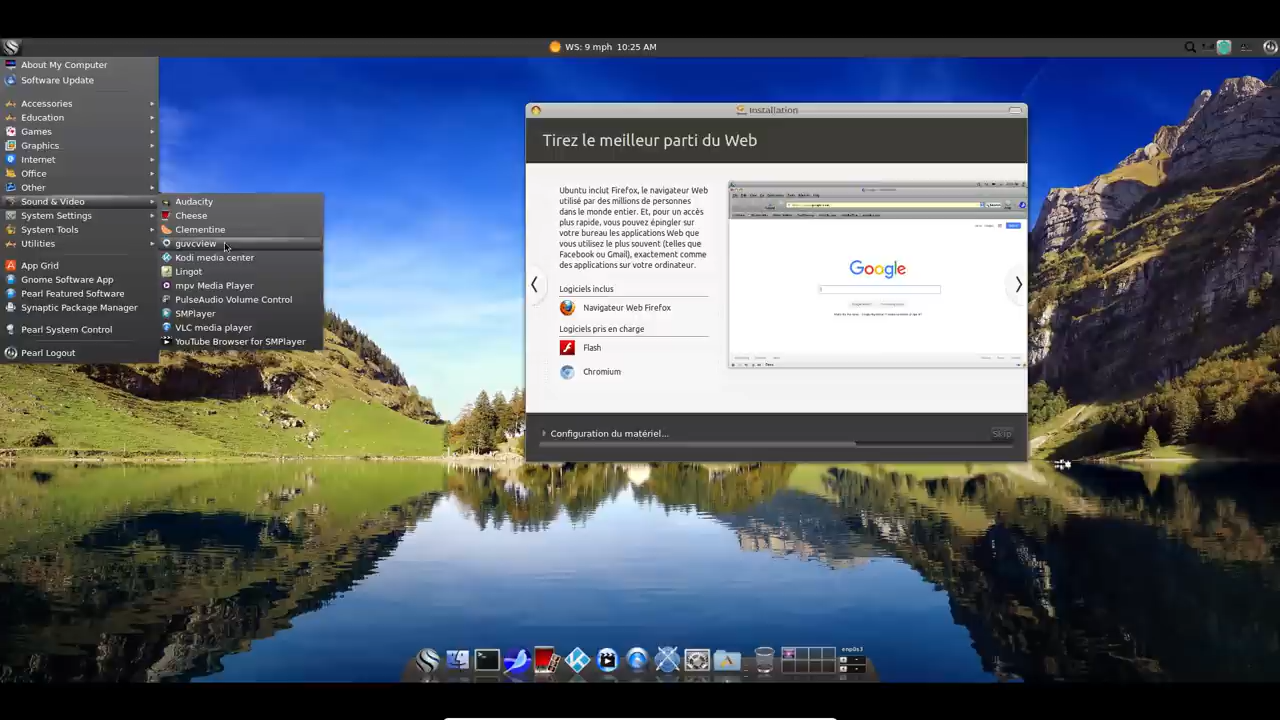 WS: 9 mph 10:25 AM
About My Computer
Software Update
Accessories
Education
Games
Graphics
Internet
Office
Other
Sound & Video
System Settings
System Tools
Utilities
App Grid
Gnome Software App
Pearl Featured Software
Synaptic Package Manager
Pearl System Control
Pearl Logout
Audacity
Cheese
Clementine
guvcview
Kodi media center
Lingot
mpv Media Player
PulseAudio Volume Control
SMPlayer
VLC media player
YouTube Browser for SMPlayer
Installation
Tirez le meilleur parti du Web
Ubuntu inclut Firefox, le navigateur Web
utilisé par des millions de personnes
dans le monde entier. Et, pour un accès
plus rapide, vous pouvez épingler sur
votre bureau les applications Web que
vous utilisez le plus souvent (telles que
Facebook ou Gmail), exactement comme
des applications sur votre ordinateur.
Logiciels inclus
Navigateur Web Firefox
Logiciels pris en charge
Flash
Chromium
Google
Configuration du matériel...
Skip
enp0s3